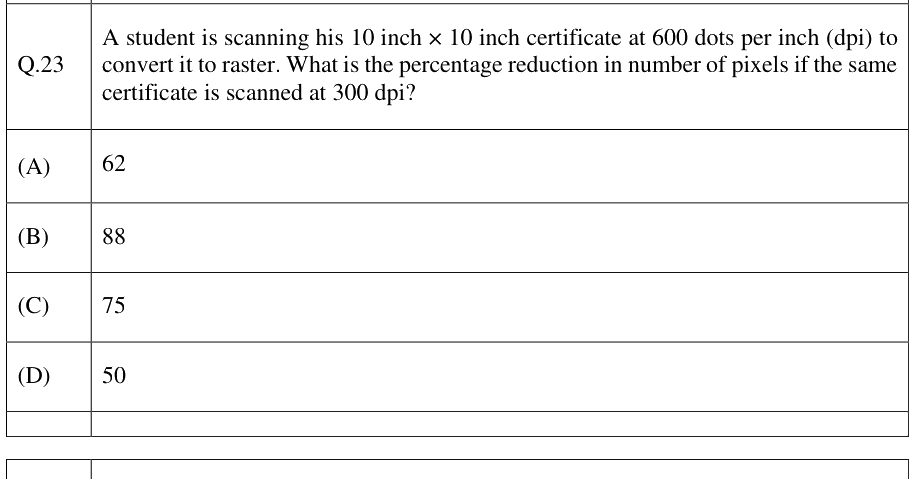 Q.23
A student is scanning his 10 inch × 10 inch certificate at 600 dots per inch (dpi) to
convert it to raster. What is the percentage reduction in number of pixels if the same
certificate is scanned at 300 dpi?
(A) 62
(B) 88
(C) 75
(D) 50